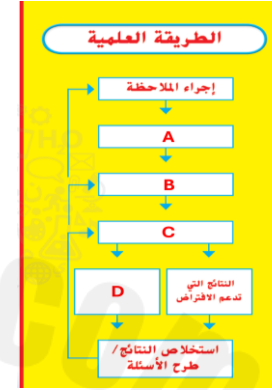 الطريقة العلمية
إجراء الملاحظة
A
B
C
D
النتائج التي
تدعم الافتراض
استخلاص النتائج/
طرح الأسئلة